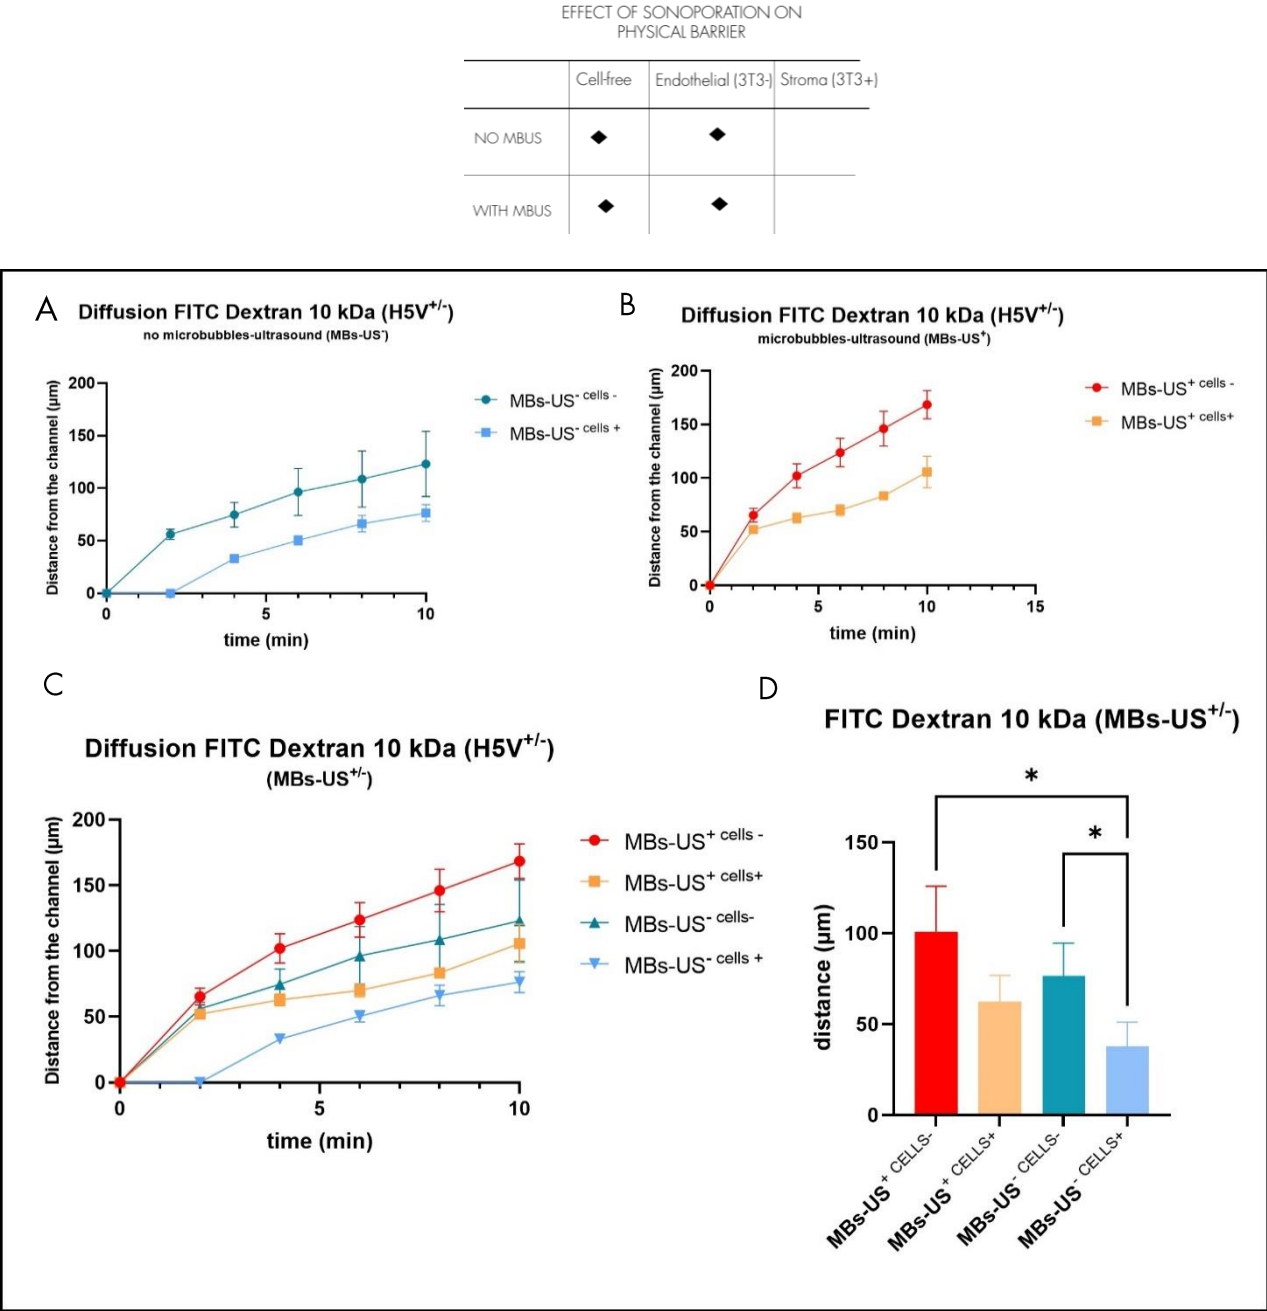 EFFECT OF SONOPORATION ON
PHYSICAL BARRIER
Cell-free Endothelial (3T3-) Stroma (3T3+)
NO MBUS
WITH MBUS
A
Diffusion FITC Dextran 10 kDa (H5V+/-)
no microbubbles-ultrasound (MBs-US-)
Distance from the channel (µm)
200
150
100
50
0
0 5 10
time (min)
MBs-US- cells -
MBs-US- cells +
B
Diffusion FITC Dextran 10 kDa (H5V+/-)
microbubbles-ultrasound (MBs-US+)
Distance from the channel (µm)
200
150
100
50
0
0 5 10 15
time (min)
MBs-US+ cells -
MBs-US+ cells+
C
Diffusion FITC Dextran 10 kDa (H5V+/-)
(MBs-US+/-)
Distance from the channel (µm)
200
150
100
50
0
0 5 10
time (min)
MBs-US+ cells -
MBs-US+ cells+
MBs-US- cells-
MBs-US- cells +
D
FITC Dextran 10 kDa (MBs-US+/-)
*
*
distance (µm)
150
100
50
0
MBs-US+ CELLS-
MBs-US+ CELLS+
MBs-US- CELLS-
MBs-US- CELLS+